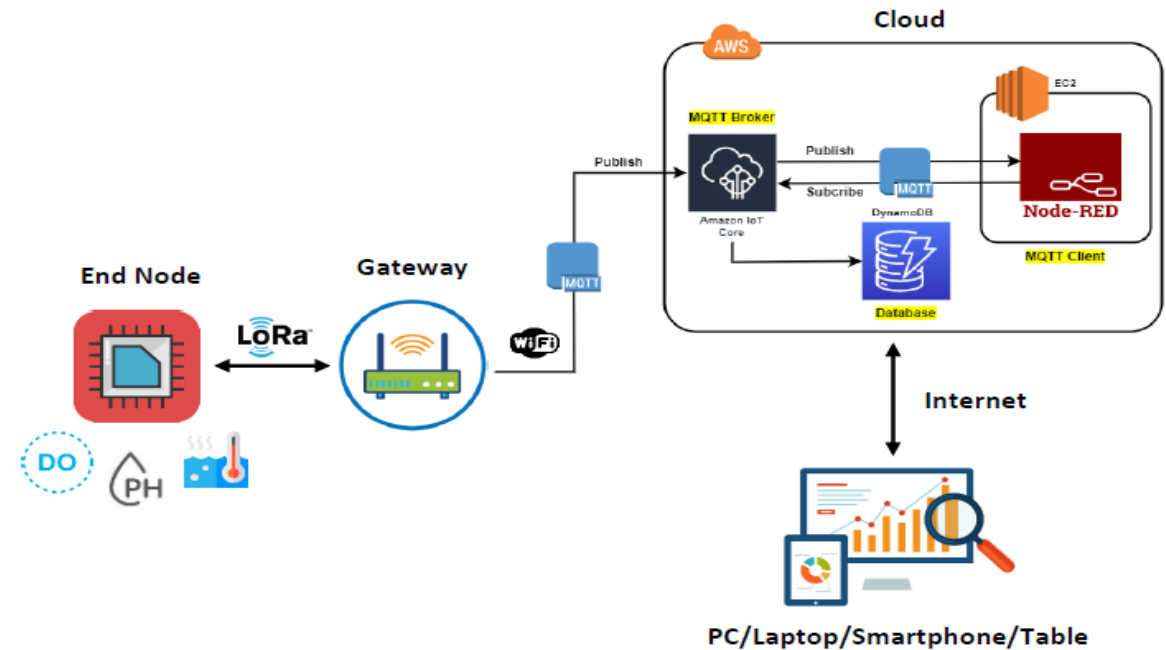 Cloud
AWS
EC2
MQTT Broker
Publish
Publish
MQTT
Subcribe
Node-RED
Amazon IoT
Core
DynamoDB
MQTT Client
Database
End Node
Gateway
MQTT
LoRa
WiFi
DO
PH
Internet
PC/Laptop/Smartphone/Table